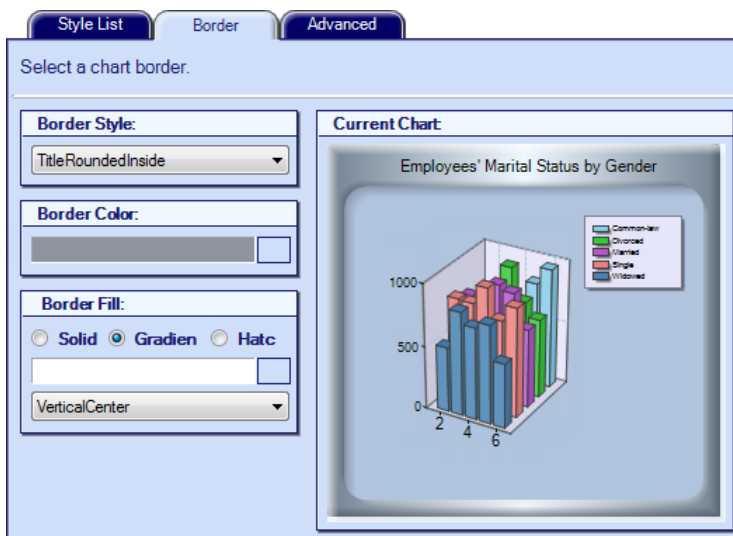 Style List
Border
Advanced
Select a chart border.
Border Style:
TitleRoundedInside
Border Color:
Border Fill:
Solid
Gradien
Hatc
VerticalCenter
Current Chart:
Employees' Marital Status by Gender
Common-law
Divorced
Married
Single
Widowed
1000
500
0
2
4
6